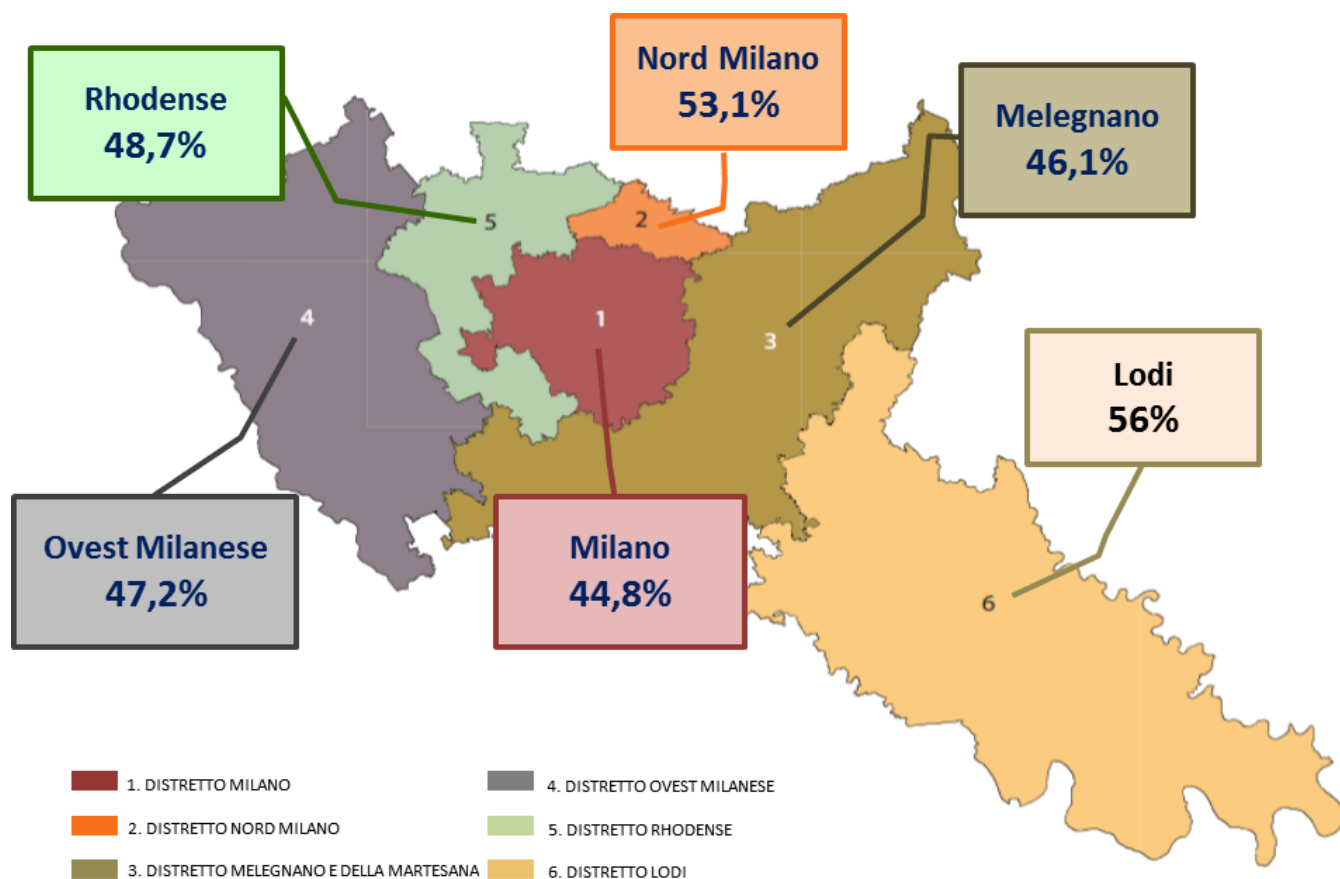 Rhodense
48,7%
Nord Milano
53,1%
Melegnano
46,1%
5
2
4
1
3
Lodi
56%
Ovest Milanese
47,2%
Milano
44,8%
6
1. DISTRETTO MILANO
2. DISTRETTO NORD MILANO
3. DISTRETTO MELEGNANO E DELLA MARTESANA
4. DISTRETTO OVEST MILANESE
5. DISTRETTO RHODENSE
6. DISTRETTO LODI